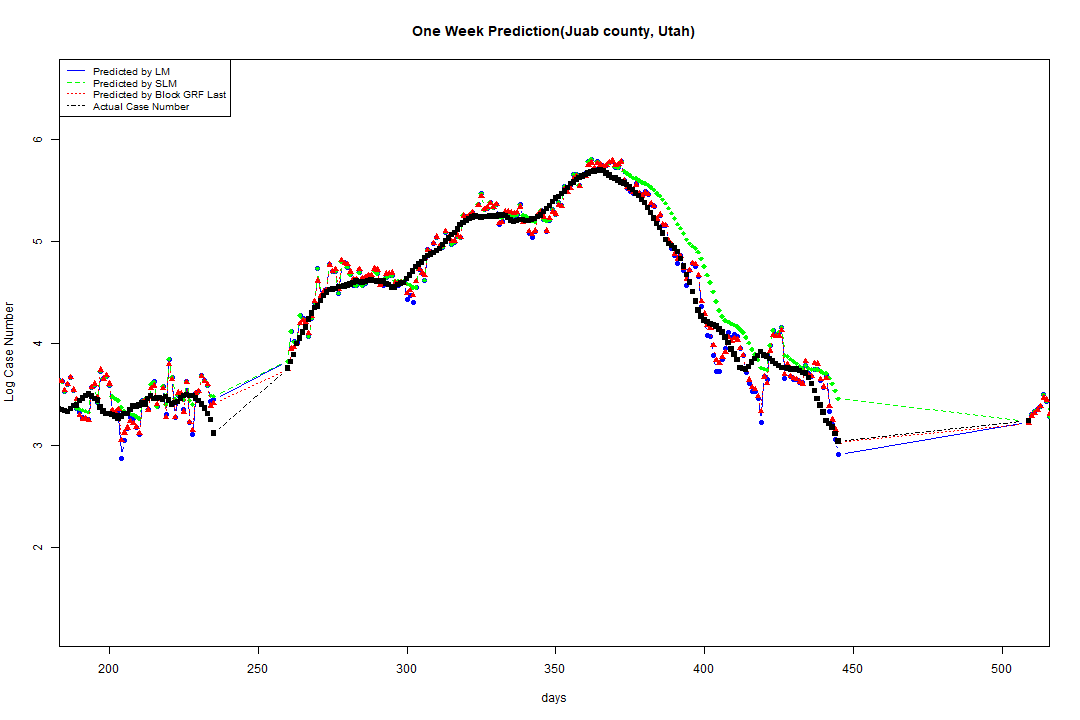 One Week Prediction(Juab county, Utah)
Predicted by LM
Predicted by SLM
Predicted by Block GRF Last
Actual Case Number
6
5
4
3
2
Log Case Number
200 250 300 350 400 450 500
days